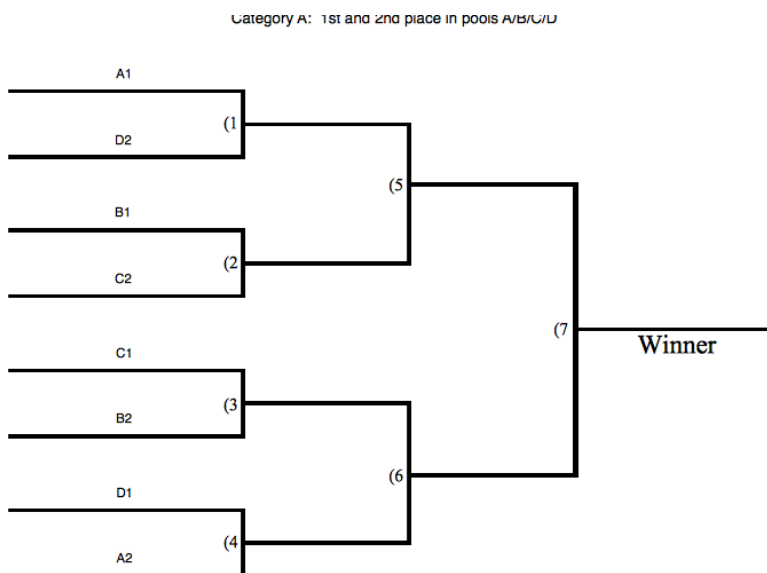 Category A: 1st and 2nd place in pools A/B/C/D
A1
(1
D2
(5
B1
(2
C2
(7
Winner
C1
(3
B2
(6
D1
(4
A2